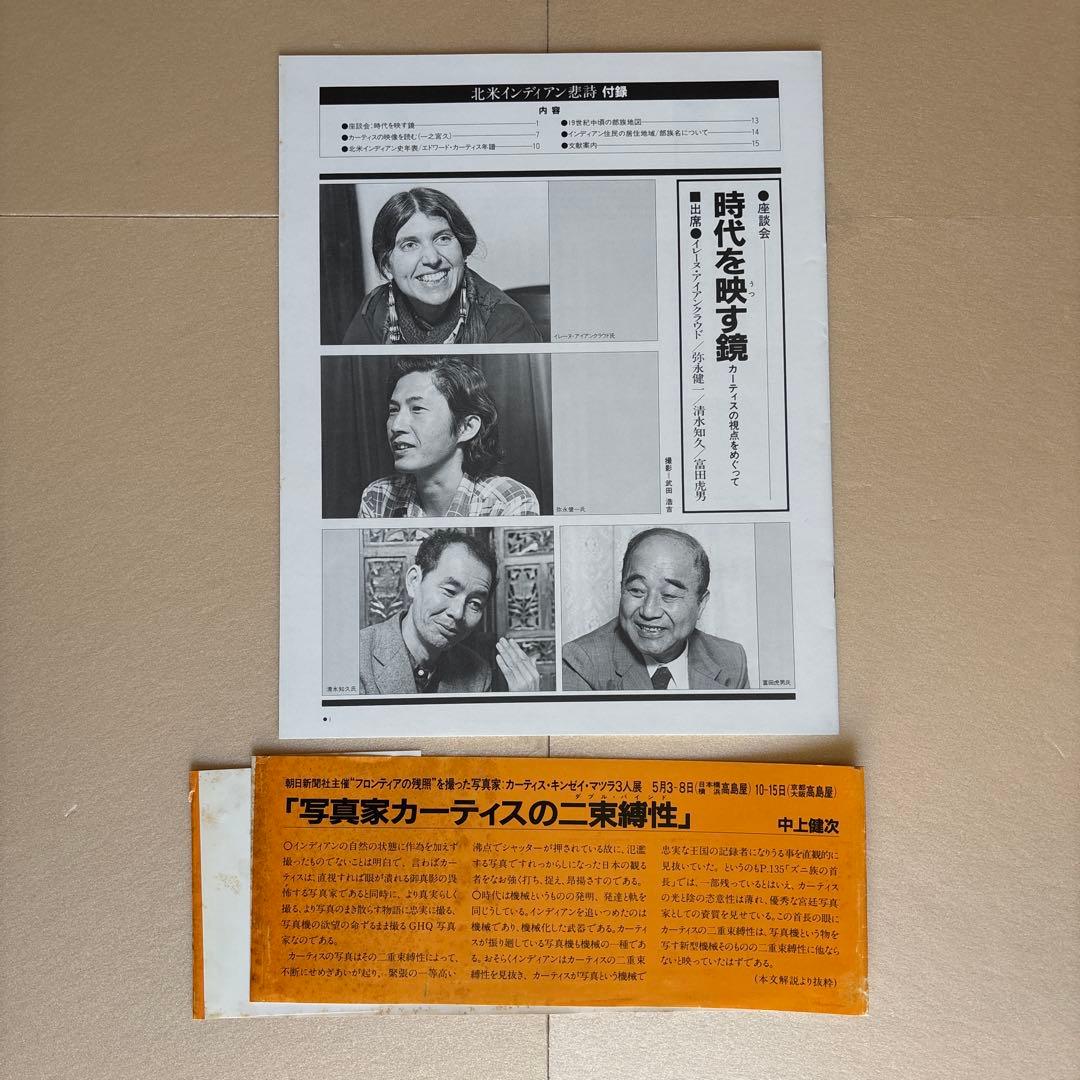 北米インディアン悲詩 付録
内容
●座談会:時代を映す鏡 1
●カーティスの映像を読む(一之宮久) 7
●北米インディアン史年表/エドワード・カーティス年譜 10
●19世紀中頃の部族地図 13
●インディアン住民の居住地域/部族名について 14
●文献案内 15
●座談会
時代を映す鏡
うつ
カーティスの視点をめぐって
■出席●イレーヌ・アイアンクラウド/弥永健一/清水知久/富田虎男
撮影—武田 浩吉
イレーヌ・アイアンクラウド氏
弥永健一氏
清水知久氏
富田虎男氏
●1
朝日新聞社主催“フロンティアの残照”を撮った写真家:カーティス・キンゼイ・マツラ3人展 5月3-8日(日本橋 横浜 高島屋) 10-15日(京都 大阪 高島屋)
ダブル・バインド
「写真家カーティスの二束縛性」
中上健次
○インディアンの自然の状態に作為を加えず
撮ったものでないことは明白で、言わばカー
ティスは、直視すれば眼が潰れる御真影の畏
怖する写真家であると同時に、より真実らしく
撮る、より写真のまき散らす物語に忠実に撮る、
写真機の欲望の命ずるまま撮るGHQ写真
家なのである。
カーティスの写真はその二重束縛性によって、
不断にせめぎあいが起り、緊張の一等高い
沸点でシャッターが押されている故に、氾濫
する写真ですれっからしになった日本の観る
者をなお強く打ち、捉え、昂揚さすのである。
○時代は機械というものの発明、発達と軌を
同じうしている。インディアンを追いつめたのは
機械であり、機械化した武器である。カーティ
スが振り廻している写真機も機械の一種であ
る。おそらくインディアンはカーティスの二重束
縛性を見抜き、カーティスが写真という機械で
忠実な王国の記録者になりうる事を直観的に
見抜いていた。というのもP.135「ズニ族の首
長」では、一部残っているとはいえ、カーティス
の光と陰の恣意性は薄れ、優秀な宮廷写真
家としての資質を見せている。この首長の眼に
カーティスの二重束縛性は、写真機という物を
写す新型機械そのものの二重束縛性に他なら
ないと映っていたはずである。
(本文解説より抜粋)